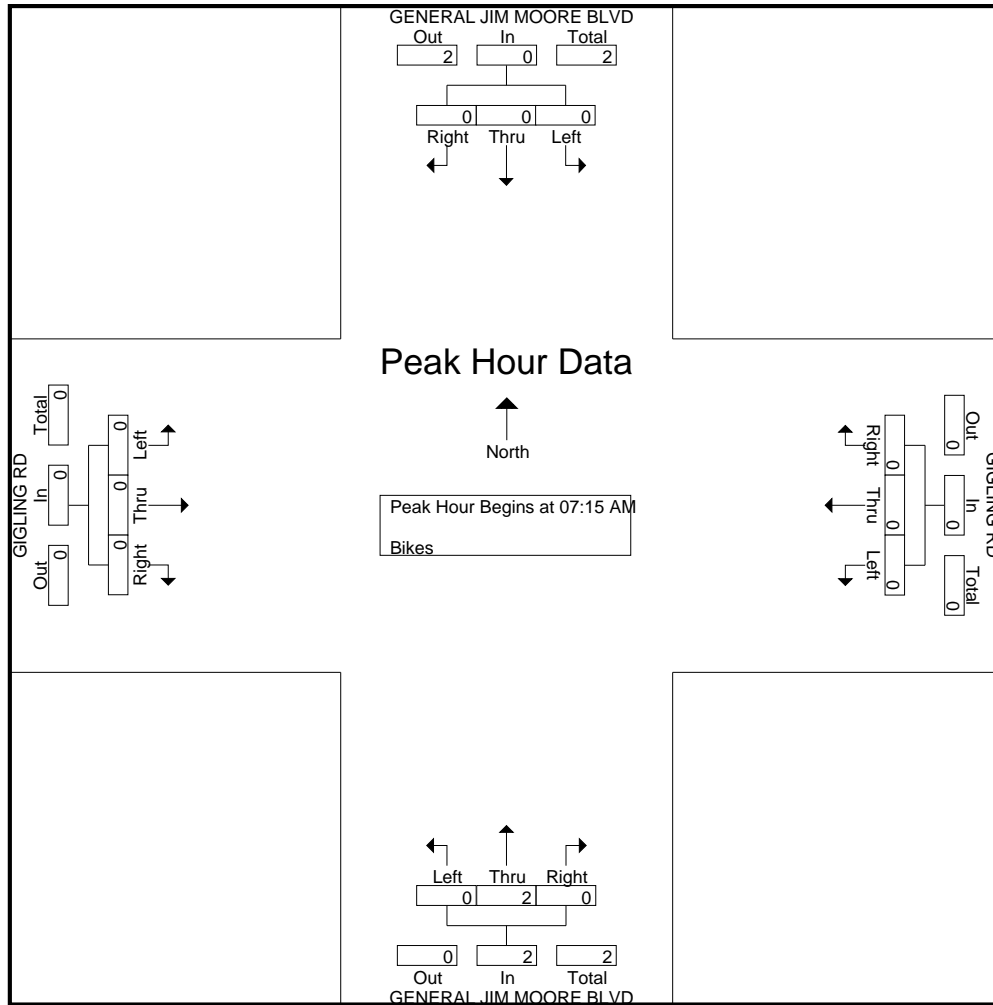 GENERAL JIM MOORE BLVD
Out In Total
2 0 2
0 0 0
Right Thru Left
Peak Hour Data
North
Peak Hour Begins at 07:15 AM
Bikes
GIGLING RD
Total In Out
0 0 0
0 0 0
Left Thru Right
Right Thru Left
0 0 0
Out In Total
0 0 0
GIGLING RD
Left Thru Right
0 2 0
0 2 2
Out In Total
GENERAL JIM MOORE BLVD